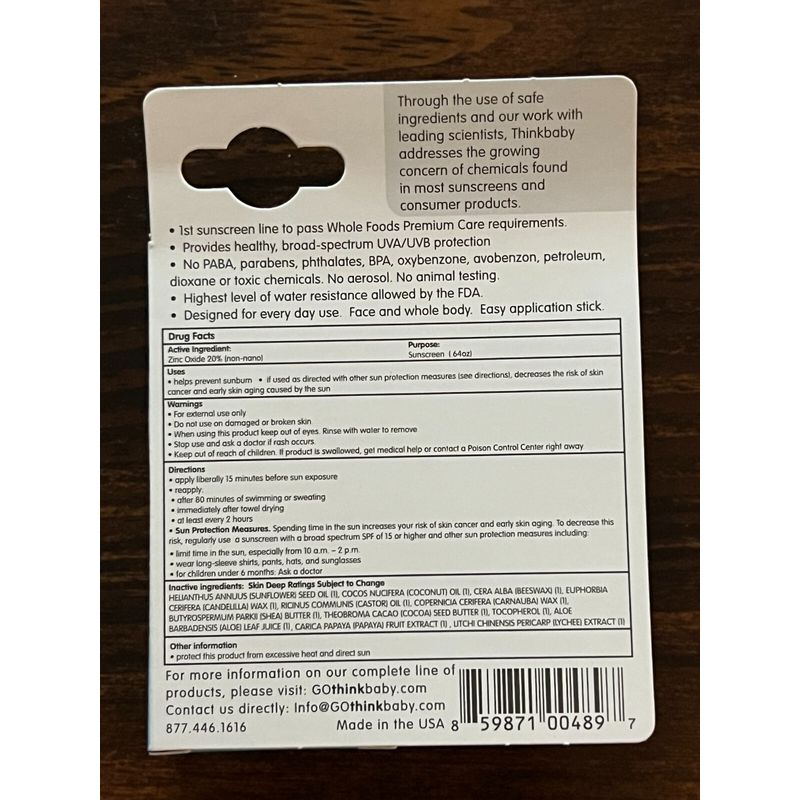 Through the use of safe
ingredients and our work with
leading scientists, Thinkbaby
addresses the growing
concern of chemicals found
in most sunscreens and
consumer products.
• 1st sunscreen line to pass Whole Foods Premium Care requirements.
• Provides healthy, broad-spectrum UVA/UVB protection
• No PABA, parabens, phthalates, BPA, oxybenzone, avobenzon, petroleum,
dioxane or toxic chemicals. No aerosol. No animal testing.
• Highest level of water resistance allowed by the FDA.
• Designed for every day use. Face and whole body. Easy application stick.
Drug Facts
Active Ingredient: Purpose:
Zinc Oxide 20% (non-nano) Sunscreen (.64oz)
Uses
• helps prevent sunburn • if used as directed with other sun protection measures (see directions), decreases the risk of skin
cancer and early skin aging caused by the sun
Warnings
• For external use only
• Do not use on damaged or broken skin.
• When using this product keep out of eyes. Rinse with water to remove
• Stop use and ask a doctor if rash occurs.
• Keep out of reach of children. If product is swallowed, get medical help or contact a Poison Control Center right away.
Directions
• apply liberally 15 minutes before sun exposure
• reapply:
• after 80 minutes of swimming or sweating
• immediately after towel drying
• at least every 2 hours
• Sun Protection Measures. Spending time in the sun increases your risk of skin cancer and early skin aging. To decrease this
risk, regularly use a sunscreen with a broad spectrum SPF of 15 or higher and other sun protection measures including:
• limit time in the sun, especially from 10 a.m. – 2 p.m.
• wear long-sleeve shirts, pants, hats, and sunglasses
• for children under 6 months: Ask a doctor
Inactive ingredients: Skin Deep Ratings Subject to Change
HELIANTHUS ANNUUS (SUNFLOWER) SEED OIL (1), COCOS NUCIFERA (COCONUT) OIL (1), CERA ALBA (BEESWAX) (1), EUPHORBIA
CERIFERA (CANDELILLA) WAX (1), RICINUS COMMUNIS (CASTOR) OIL (1), COPERNICIA CERIFERA (CARNAUBA) WAX (1),
BUTYROSPERMUM PARKII (SHEA) BUTTER (1), THEOBROMA CACAO (COCOA) SEED BUTTER (1), TOCOPHEROL (1), ALOE
BARBADENSIS (ALOE) LEAF JUICE (1), CARICA PAPAYA (PAPAYA) FRUIT EXTRACT (1) , LITCHI CHINENSIS PERICARP (LYCHEE) EXTRACT (1)
Other information
• protect this product from excessive heat and direct sun
For more information on our complete line of
products, please visit: GOthinkbaby.com
Contact us directly: Info@GOthinkbaby.com
877.446.1616 Made in the USA
8 59871 00489 7